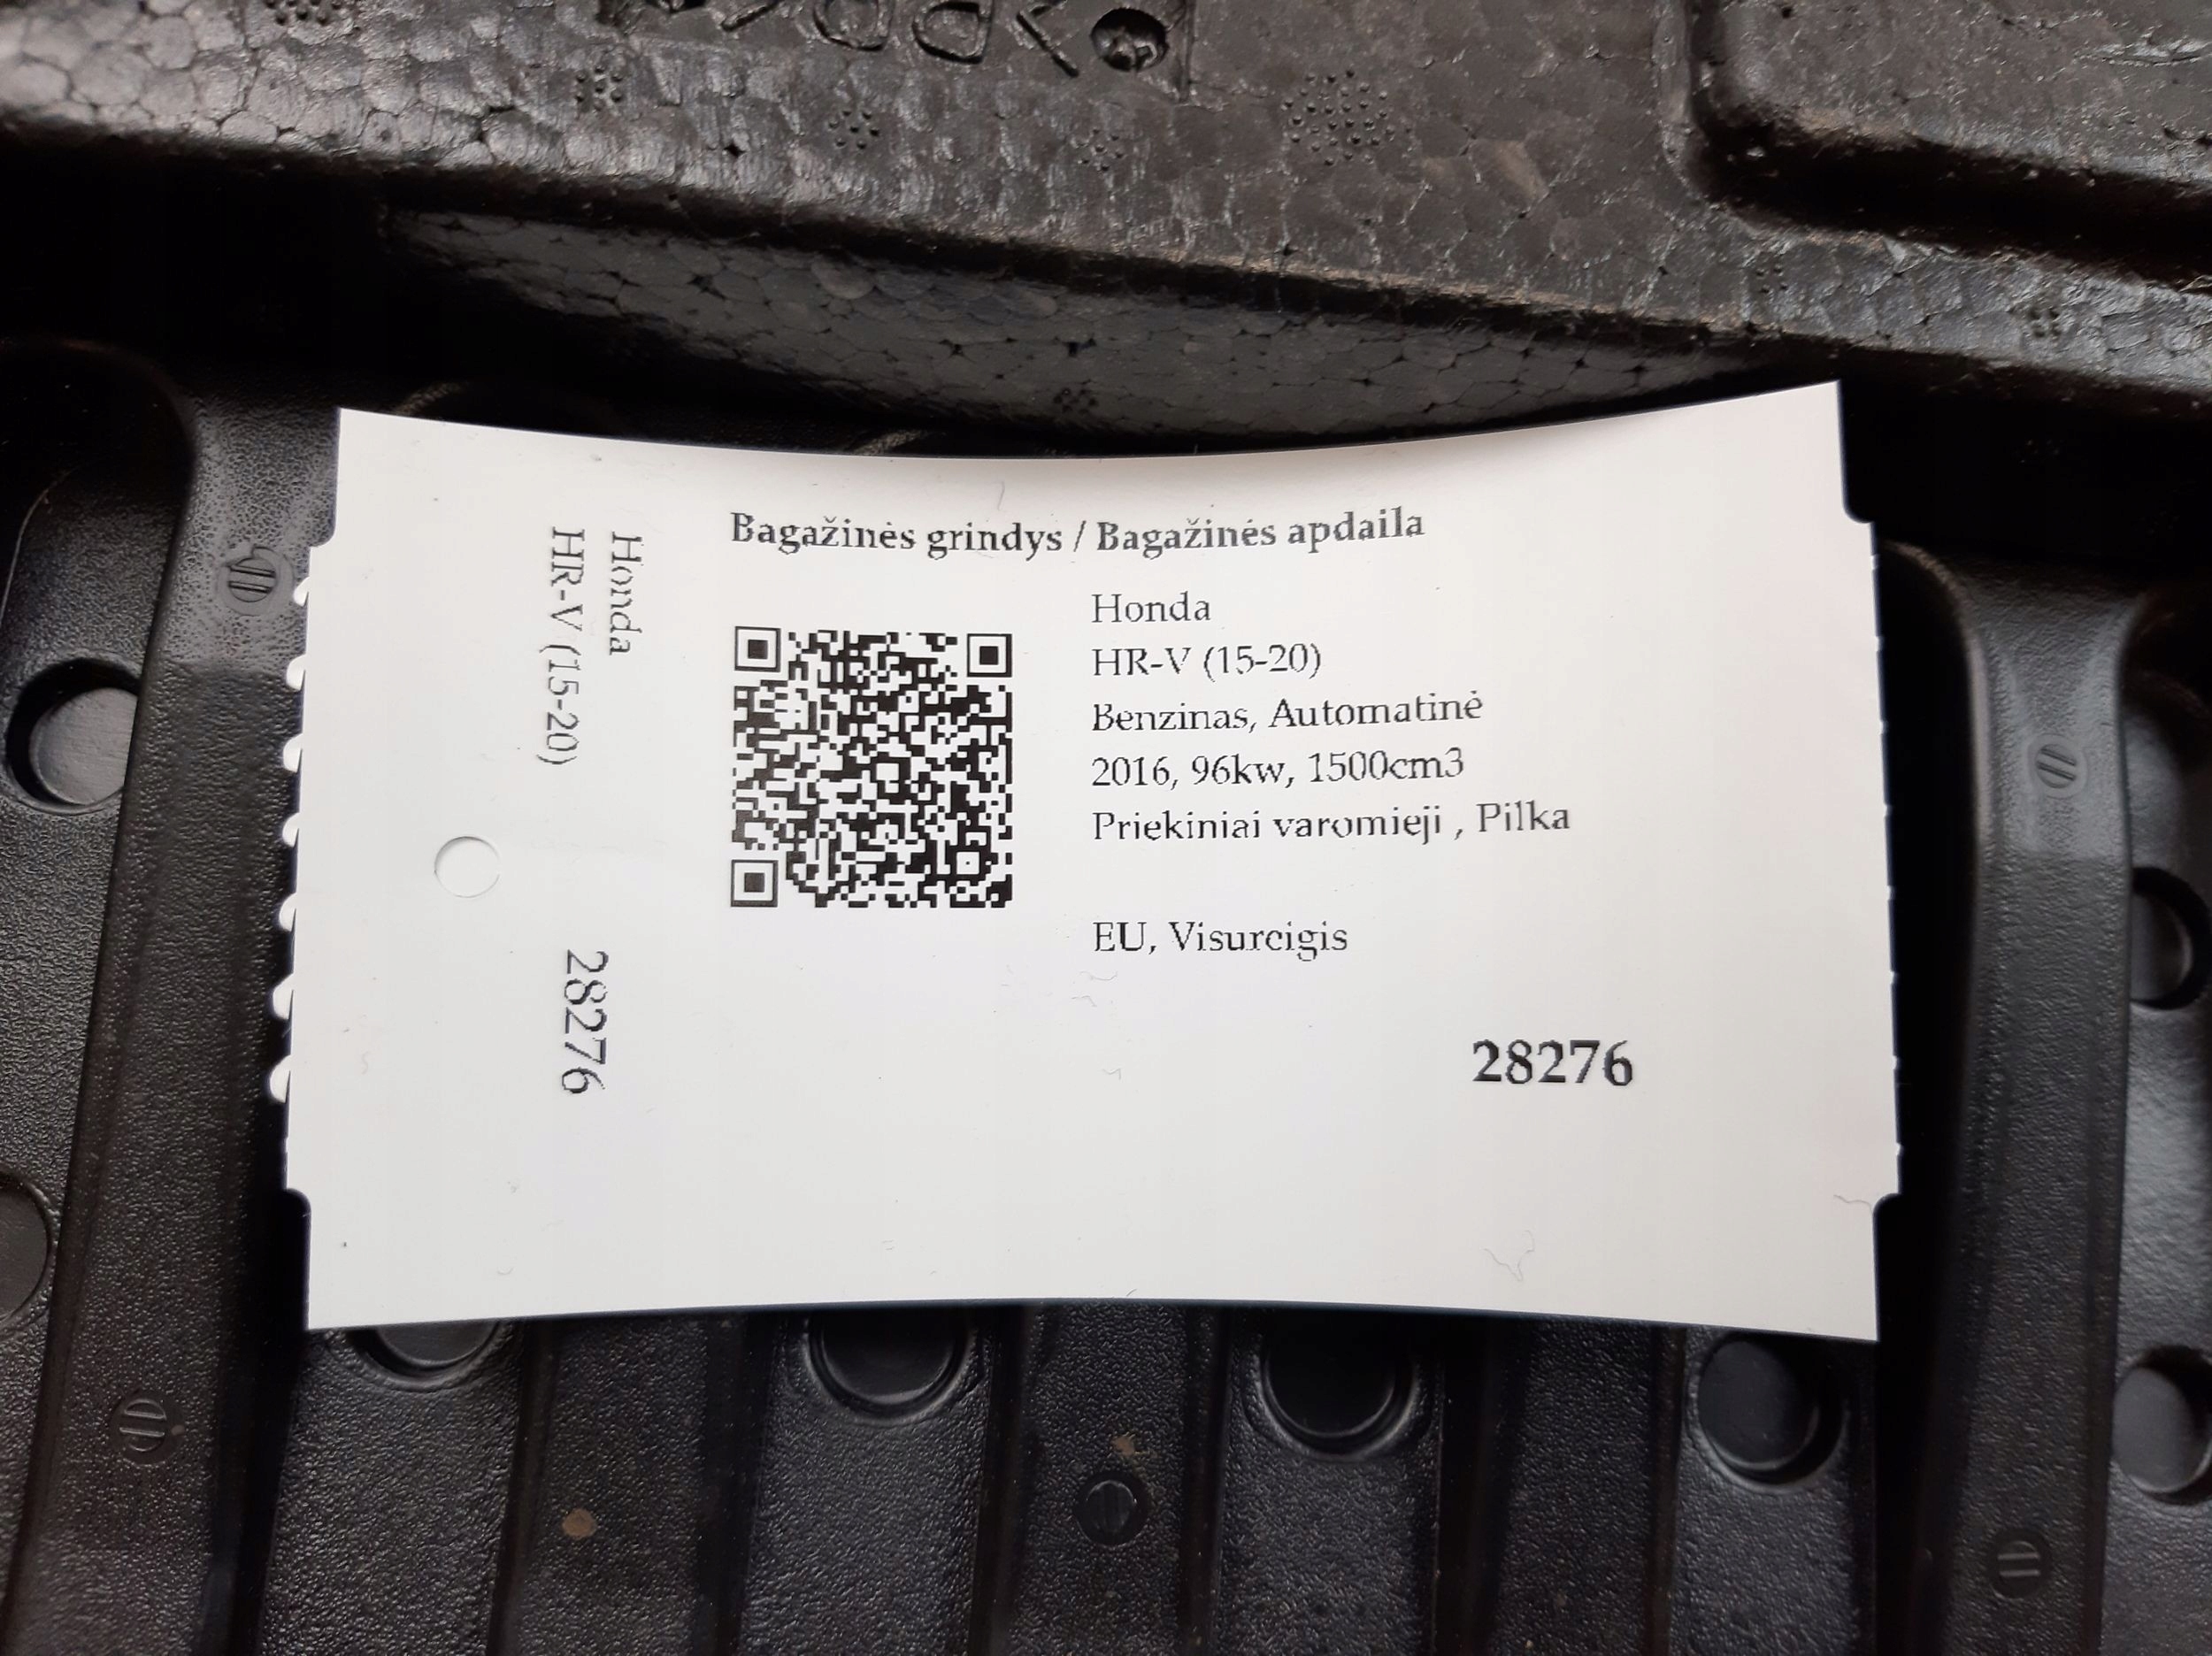 Bagažinės grindys / Bagažinės apdaila
Honda
HR-V (15-20)
Benzinas, Automatinė
2016, 96kw, 1500cm3
Priekiniai varomieji , Pilka
EU, Visureigis
28276
Honda
HR-V (15-20)
28276